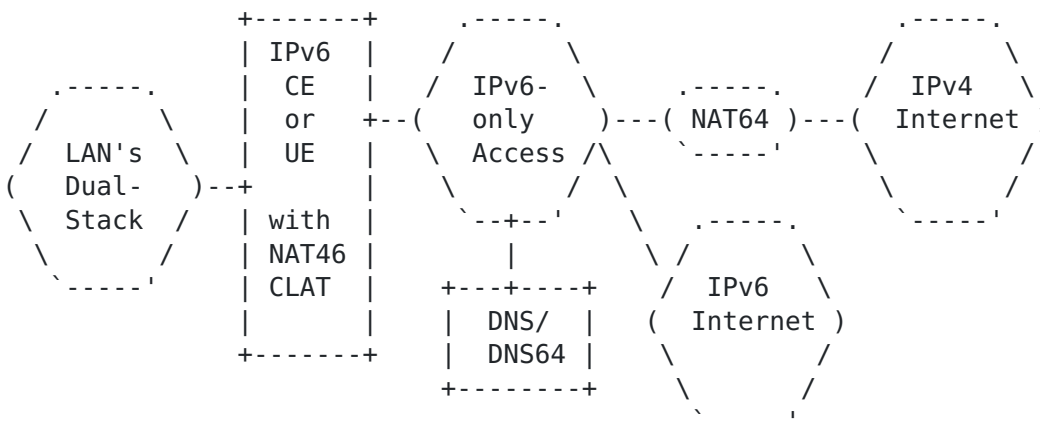 LAN's
Dual-
Stack
IPv6
CE
or
UE
with
NAT46
CLAT
IPv6-
only
Access
DNS/
DNS64
NAT64
IPv6
Internet
IPv4
Internet